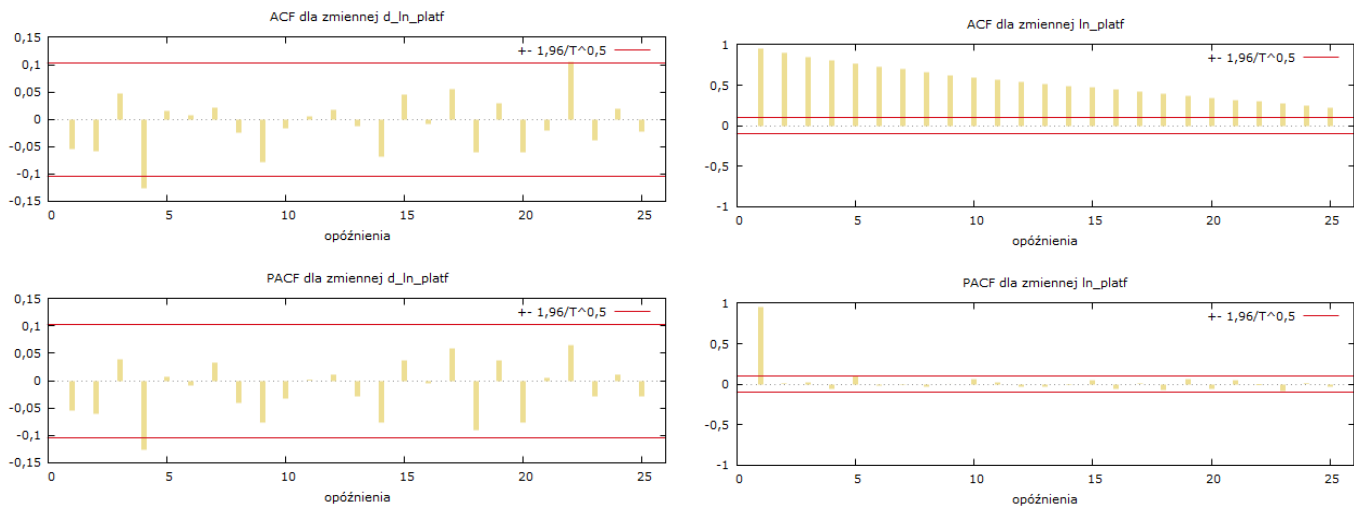 ACF dla zmiennej d_ln_platf
+- 1,96/T^0,5
0,15
0,1
0,05
0
-0,05
-0,1
-0,15
0 5 10 15 20 25
opóźnienia
PACF dla zmiennej d_ln_platf
+- 1,96/T^0,5
0,15
0,1
0,05
0
-0,05
-0,1
-0,15
0 5 10 15 20 25
opóźnienia
ACF dla zmiennej ln_platf
+- 1,96/T^0,5
1
0,5
0
-0,5
-1
0 5 10 15 20 25
opóźnienia
PACF dla zmiennej ln_platf
+- 1,96/T^0,5
1
0,5
0
-0,5
-1
0 5 10 15 20 25
opóźnienia